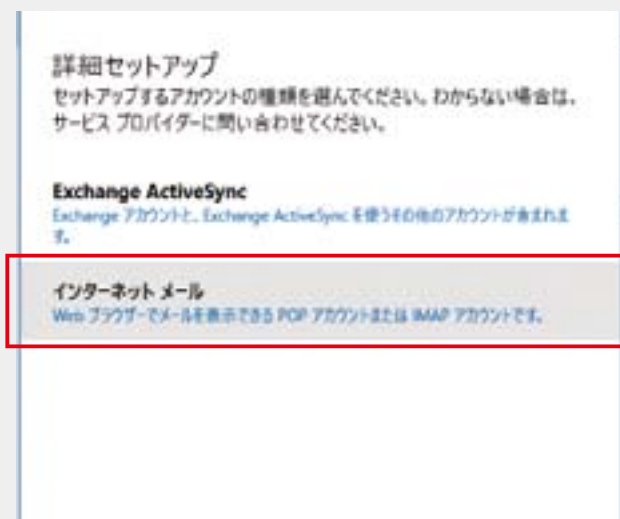 詳細セットアップ
セットアップするアカウントの種類を選んでください。わからない場合は、
サービス プロバイダーに問い合わせてください。
Exchange ActiveSync
Exchange アカウントと、Exchange ActiveSync を使うその他のアカウントが含まれま
す。
インターネット メール
Web ブラウザーでメールを表示できる POP アカウントまたは IMAP アカウントです。